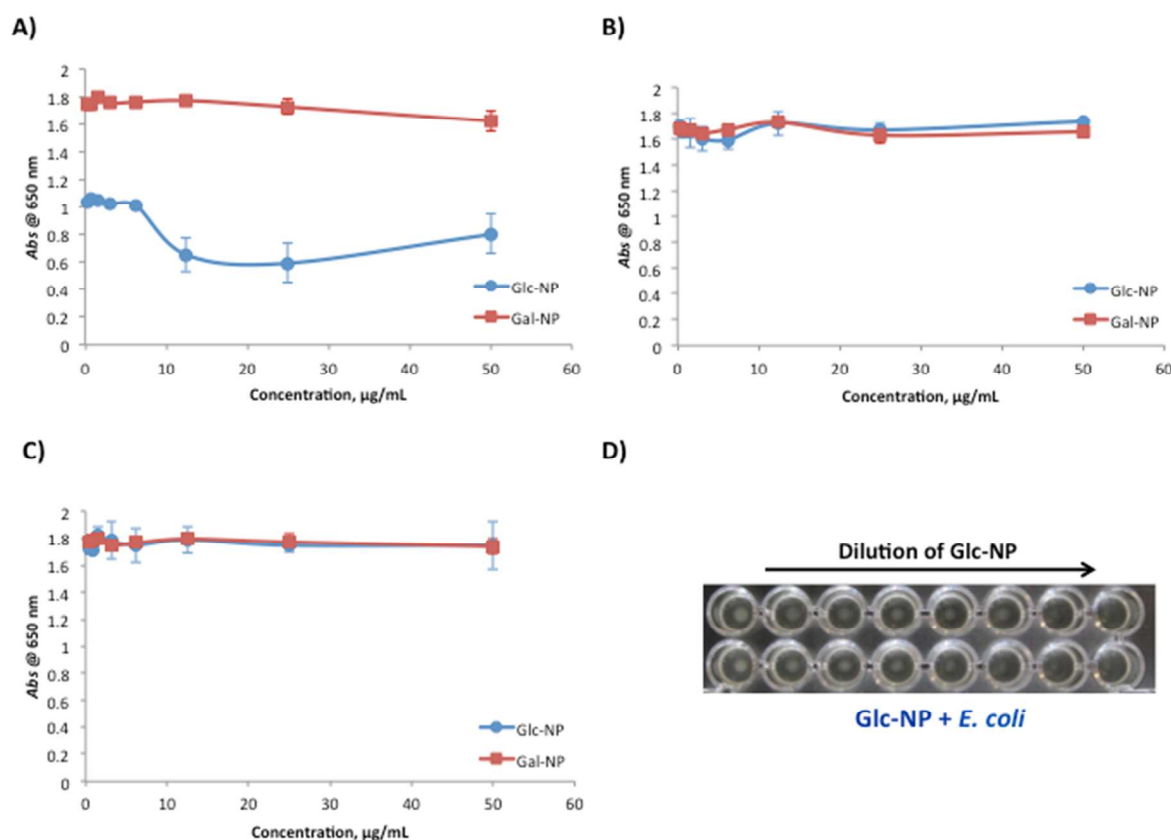 A)
2
1.8
1.6
1.4
1.2
1
0.8
0.6
0.4
0.2
0
Abs @ 650 nm
Glc-NP
Gal-NP
0 10 20 30 40 50 60
Concentration, µg/mL
B)
2
1.8
1.6
1.4
1.2
1
0.8
0.6
0.4
0.2
0
Abs @ 650 nm
Glc-NP
Gal-NP
0 10 20 30 40 50 60
Concentration, µg/mL
C)
2
1.8
1.6
1.4
1.2
1
0.8
0.6
0.4
0.2
0
Abs @ 650 nm
Glc-NP
Gal-NP
0 10 20 30 40 50 60
Concentration, µg/mL
D)
Dilution of Glc-NP
Glc-NP + E. coli